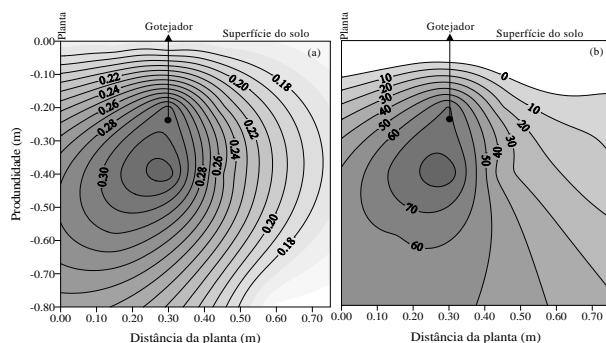 Planta
Gotejador
Superfície do solo
(a)
0.00
-0.10
-0.20
-0.30
-0.40
-0.50
-0.60
-0.70
-0.80
Produndidade (m)
0.22
0.24
0.26
0.28
0.30
0.20
0.18
0.22
0.24
0.26
0.28
0.20
0.18
0.00 0.10 0.20 0.30 0.40 0.50 0.60 0.70
Distância da planta (m)
Planta
Gotejador
Superfície do solo
(b)
10
20
30
40
50
60
0
10
20
30
40
50
70
60
0.00 0.10 0.20 0.30 0.40 0.50 0.60 0.70
Distância da planta (m)